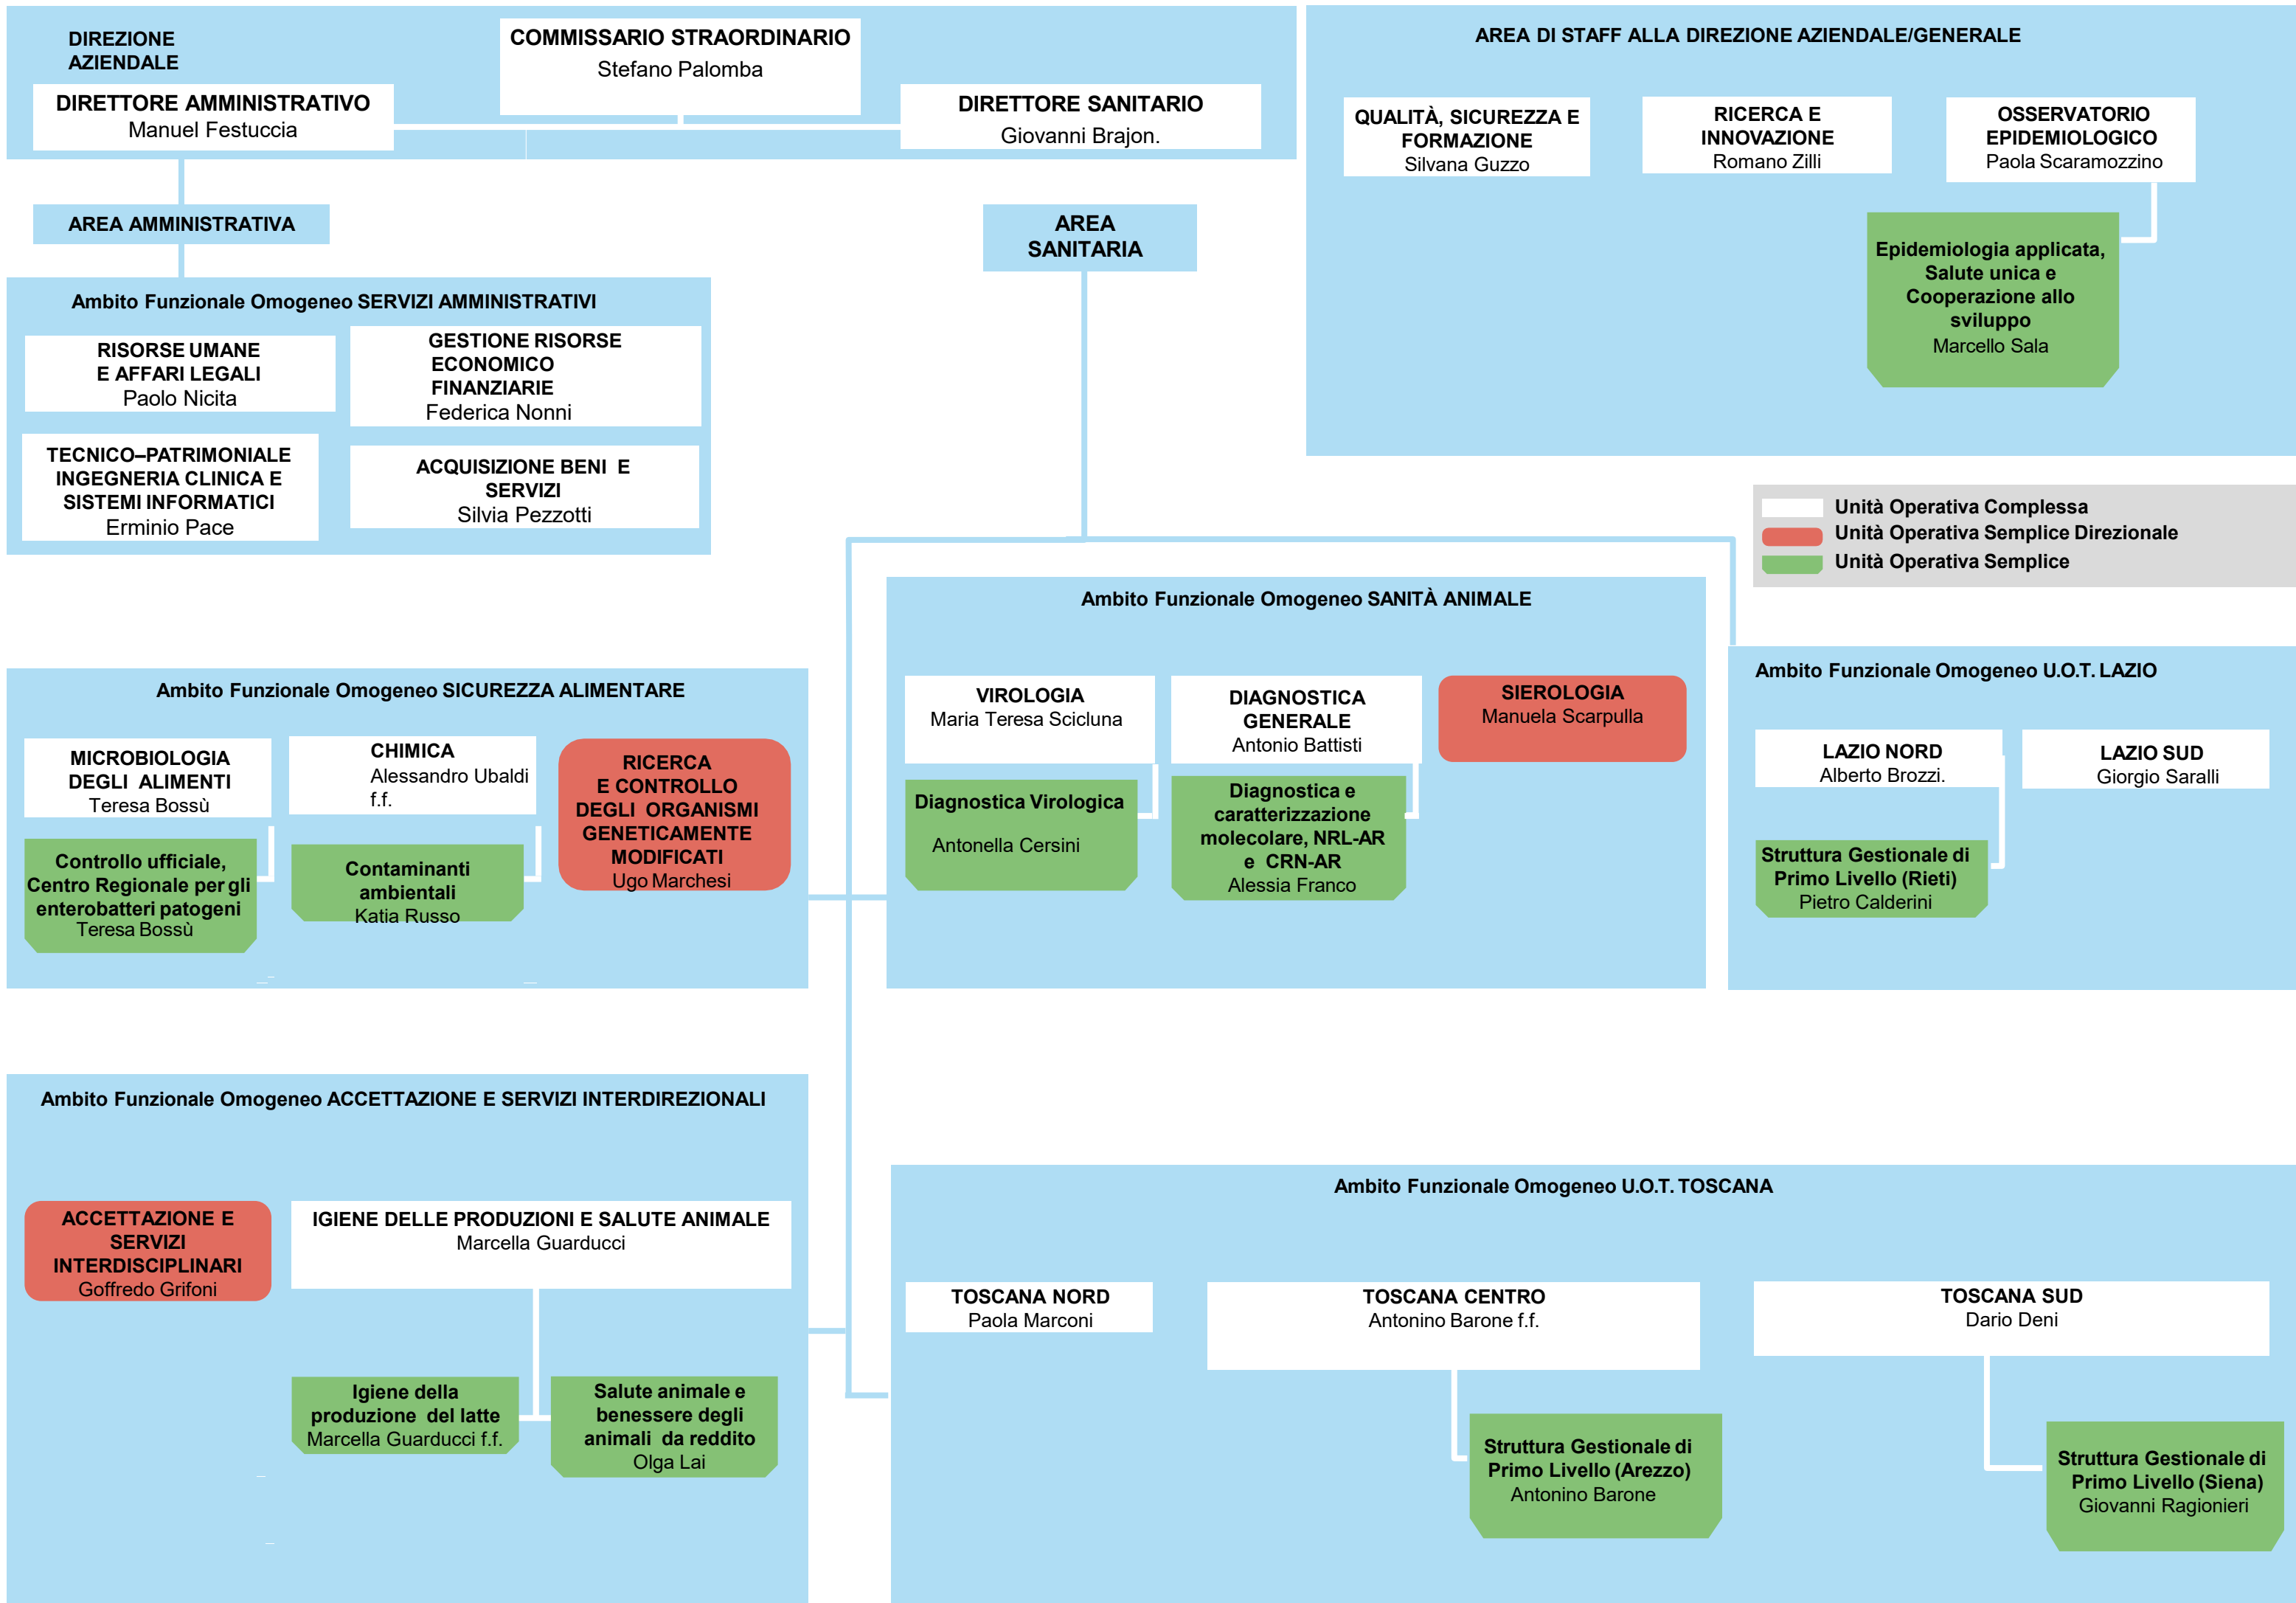 DIREZIONE
AZIENDALE
COMMISSARIO STRAORDINARIO
Stefano Palomba
DIRETTORE AMMINISTRATIVO
Manuel Festuccia
DIRETTORE SANITARIO
Giovanni Brajon.
AREA DI STAFF ALLA DIREZIONE AZIENDALE/GENERALE
QUALITÀ, SICUREZZA E
FORMAZIONE
Silvana Guzzo
RICERCA E
INNOVAZIONE
Romano Zilli
OSSERVATORIO
EPIDEMIOLOGICO
Paola Scaramozzino
Epidemiologia applicata,
Salute unica e
Cooperazione allo
sviluppo
Marcello Sala
AREA AMMINISTRATIVA
AREA
SANITARIA
Ambito Funzionale Omogeneo SERVIZI AMMINISTRATIVI
RISORSE UMANE
E AFFARI LEGALI
Paolo Nicita
GESTIONE RISORSE
ECONOMICO
FINANZIARIE
Federica Nonni
TECNICO–PATRIMONIALE
INGEGNERIA CLINICA E
SISTEMI INFORMATICI
Erminio Pace
ACQUISIZIONE BENI E
SERVIZI
Silvia Pezzotti
Unità Operativa Complessa
Unità Operativa Semplice Direzionale
Unità Operativa Semplice
Ambito Funzionale Omogeneo SICUREZZA ALIMENTARE
MICROBIOLOGIA
DEGLI ALIMENTI
Teresa Bossù
CHIMICA
Alessandro Ubaldi
f.f.
RICERCA
E CONTROLLO
DEGLI ORGANISMI
GENETICAMENTE
MODIFICATI
Ugo Marchesi
Controllo ufficiale,
Centro Regionale per gli
enterobatteri patogeni
Teresa Bossù
Contaminanti
ambientali
Katia Russo
Ambito Funzionale Omogeneo SANITÀ ANIMALE
VIROLOGIA
Maria Teresa Scicluna
DIAGNOSTICA
GENERALE
Antonio Battisti
SIEROLOGIA
Manuela Scarpulla
Diagnostica Virologica
Antonella Cersini
Diagnostica e
caratterizzazione
molecolare, NRL-AR
e CRN-AR
Alessia Franco
Ambito Funzionale Omogeneo U.O.T. LAZIO
LAZIO NORD
Alberto Brozzi.
LAZIO SUD
Giorgio Saralli
Struttura Gestionale di
Primo Livello (Rieti)
Pietro Calderini
Ambito Funzionale Omogeneo ACCETTAZIONE E SERVIZI INTERDIREZIONALI
ACCETTAZIONE E
SERVIZI
INTERDISCIPLINARI
Goffredo Grifoni
IGIENE DELLE PRODUZIONI E SALUTE ANIMALE
Marcella Guarducci
Igiene della
produzione del latte
Marcella Guarducci f.f.
Salute animale e
benessere degli
animali da reddito
Olga Lai
Ambito Funzionale Omogeneo U.O.T. TOSCANA
TOSCANA NORD
Paola Marconi
TOSCANA CENTRO
Antonino Barone f.f.
TOSCANA SUD
Dario Deni
Struttura Gestionale di
Primo Livello (Arezzo)
Antonino Barone
Struttura Gestionale di
Primo Livello (Siena)
Giovanni Ragionieri